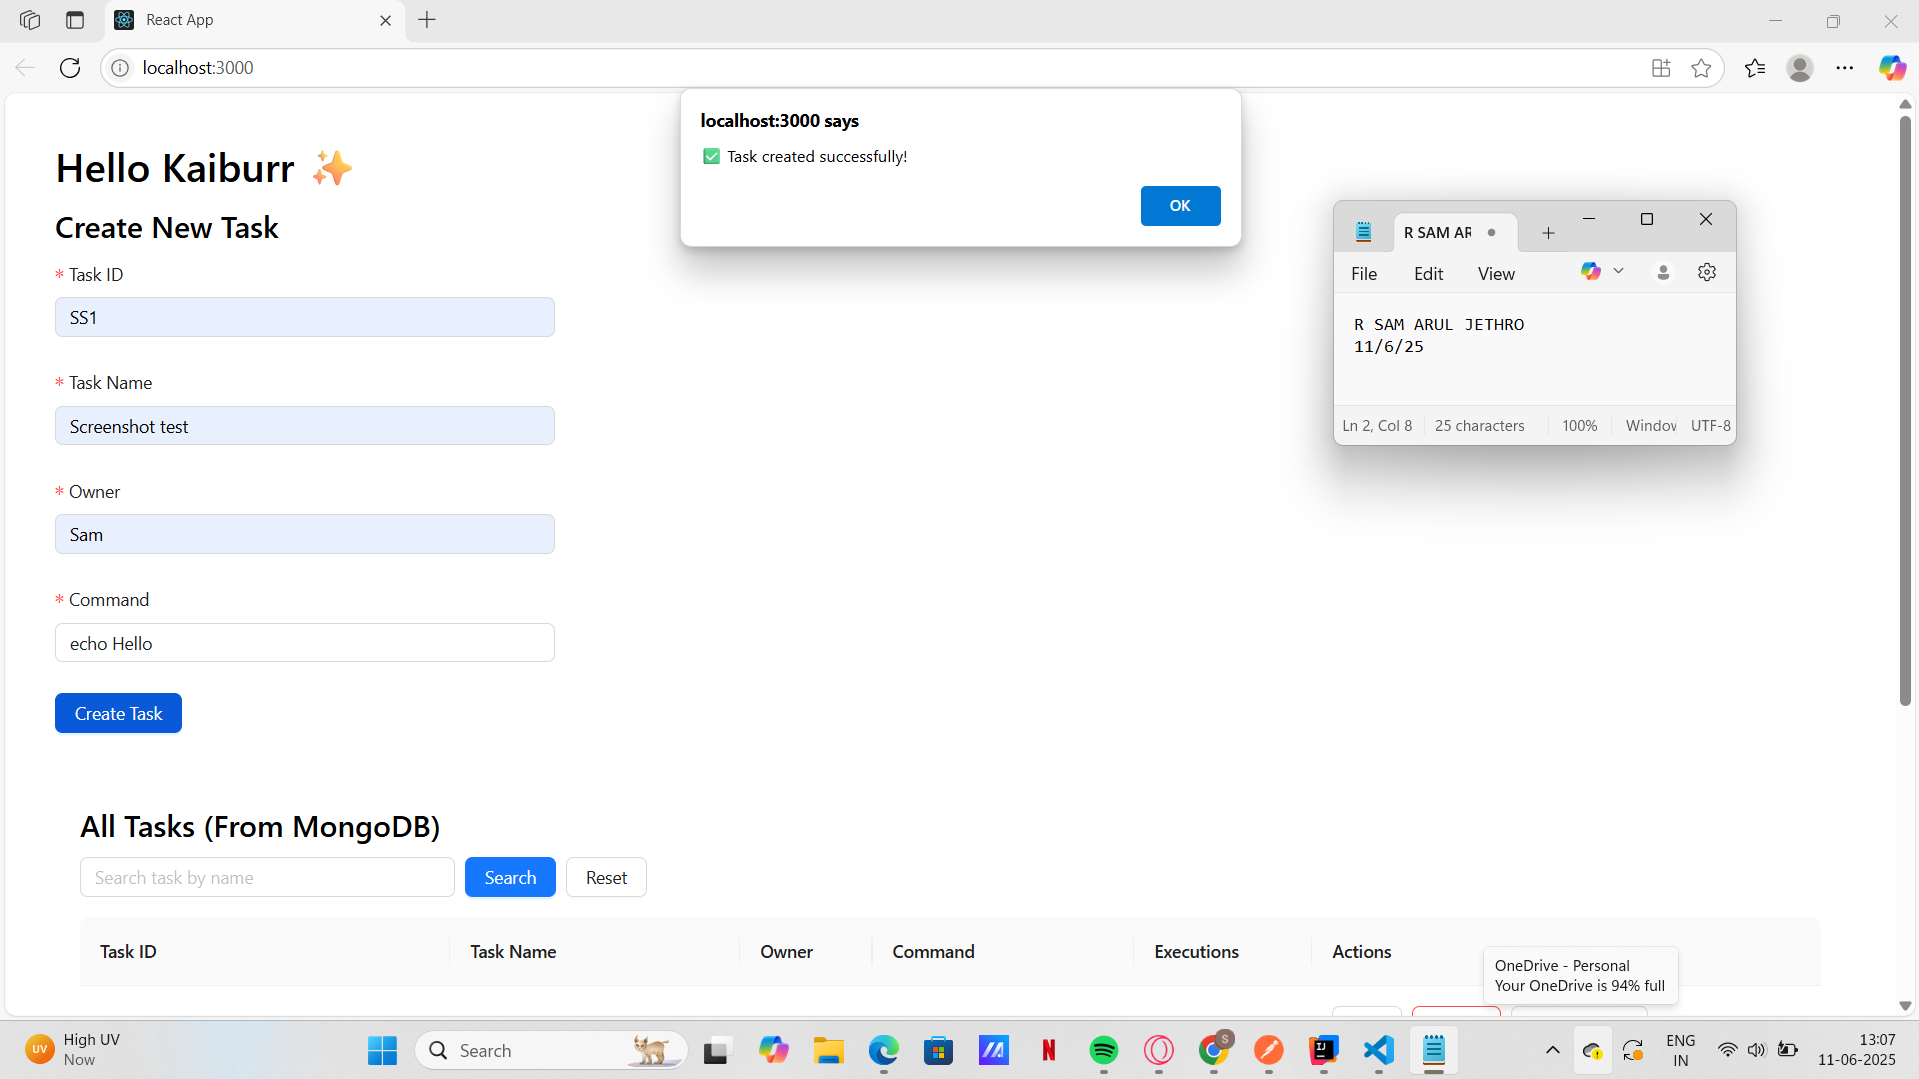 React App
localhost:3000
localhost:3000 says
✅ Task created successfully!
OK
Hello Kaiburr ✨
Create New Task
* Task ID
SS1
* Task Name
Screenshot test
* Owner
Sam
* Command
echo Hello
Create Task
R SAM AR
File Edit View
R SAM ARUL JETHRO
11/6/25
Ln 2, Col 8 25 characters 100% Window UTF-8
All Tasks (From MongoDB)
Search task by name Search Reset
Task ID Task Name Owner Command Executions Actions
OneDrive - Personal
Your OneDrive is 94% full
UV
High UV
Now
Search
S
ENG
IN
13:07
11-06-2025